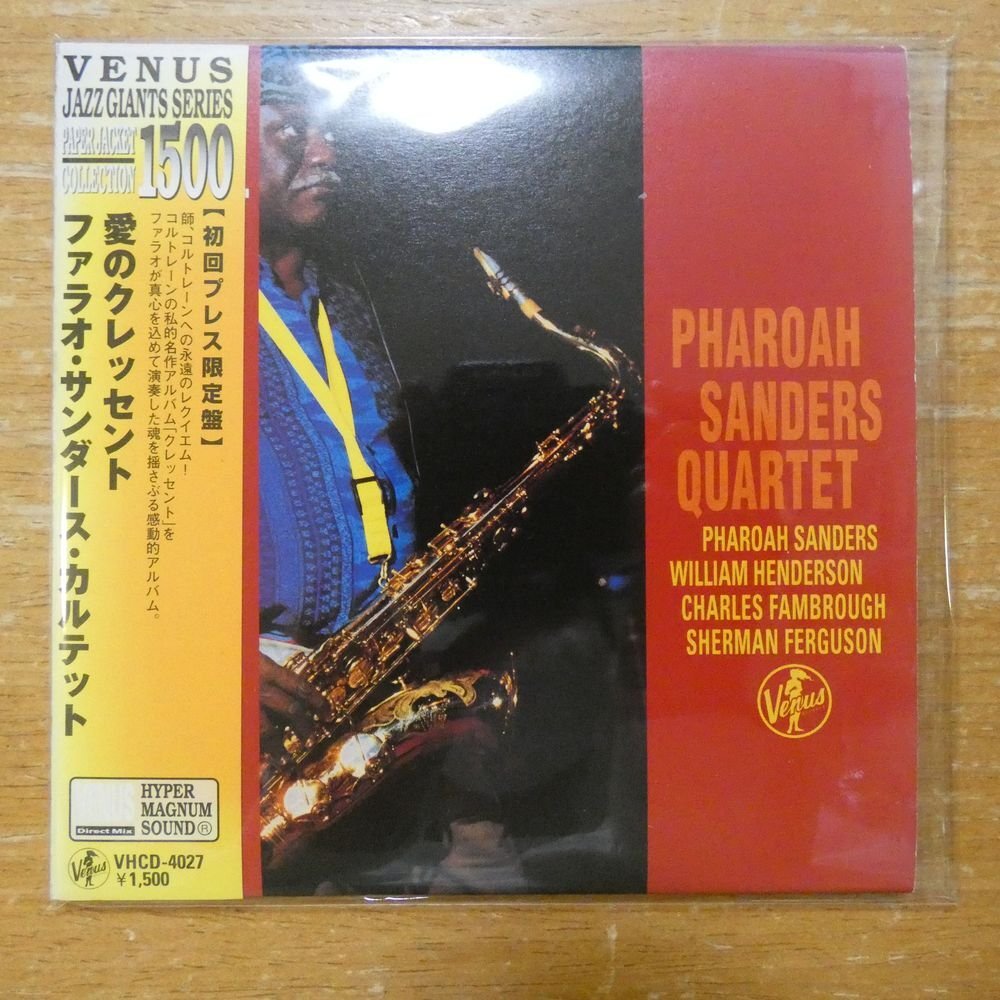 VENUS
JAZZ GIANTS SERIES
PAPER JACKET
COLLECTION
1500
【初回プレス限定盤】
師、コルトレーンへの永遠のレクイエム!
コルトレーンの私的名作アルバム「クレッセント」を
ファラオが真心を込めて演奏した魂を揺さぶる感動的アルバム。
愛のクレッセント
ファラオ・サンダース・カルテット
VENUS
Direct Mix
HYPER
MAGNUM
SOUND®
Venus
VHCD-4027
¥1,500
PHAROAH
SANDERS
QUARTET
PHAROAH SANDERS
WILLIAM HENDERSON
CHARLES FAMBROUGH
SHERMAN FERGUSON
Venus